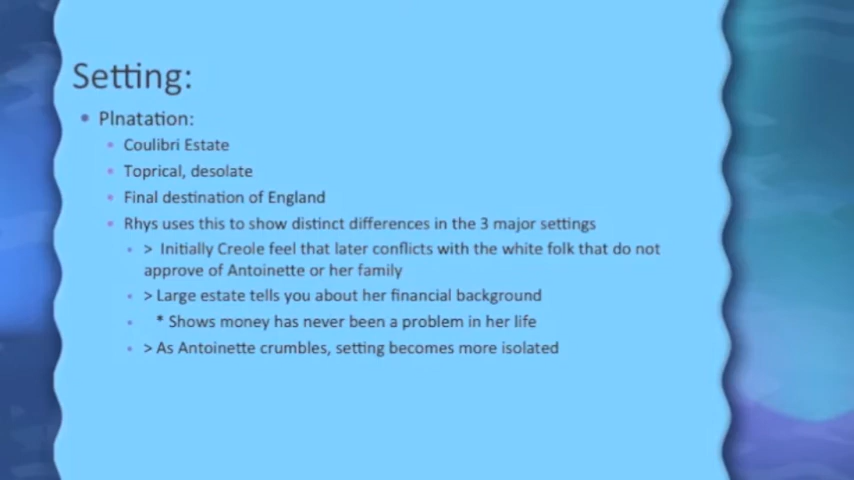 Setting:
• Plnatation:
• Coulibri Estate
• Toprical, desolate
• Final destination of England
• Rhys uses this to show distinct differences in the 3 major settings
• > Initially Creole feel that later conflicts with the white folk that do not
approve of Antoinette or her family
• > Large estate tells you about her financial background
• * Shows money has never been a problem in her life
• > As Antoinette crumbles, setting becomes more isolated